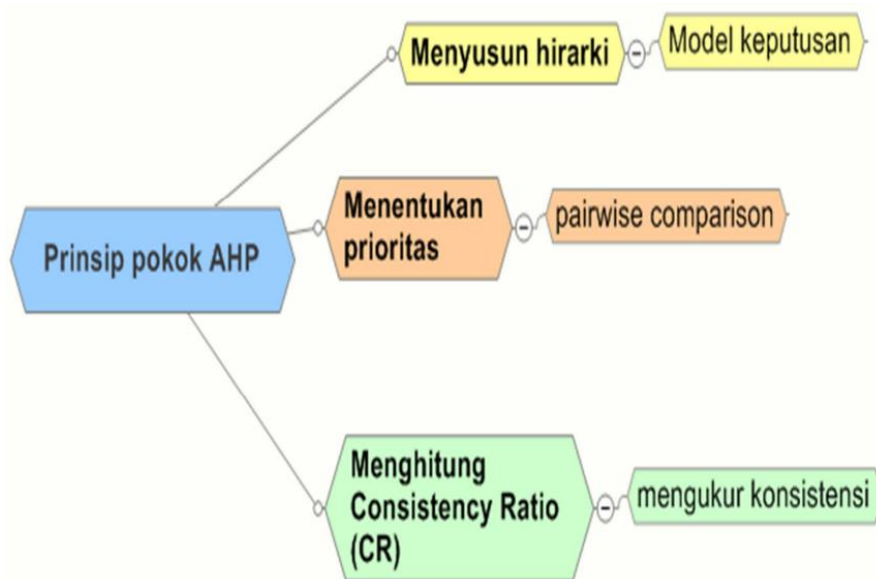 Prinsip pokok AHP
Menyusun hirarki
Model keputusan
Menentukan
prioritas
pairwise comparison
Menghitung
Consistency Ratio
(CR)
mengukur konsistensi